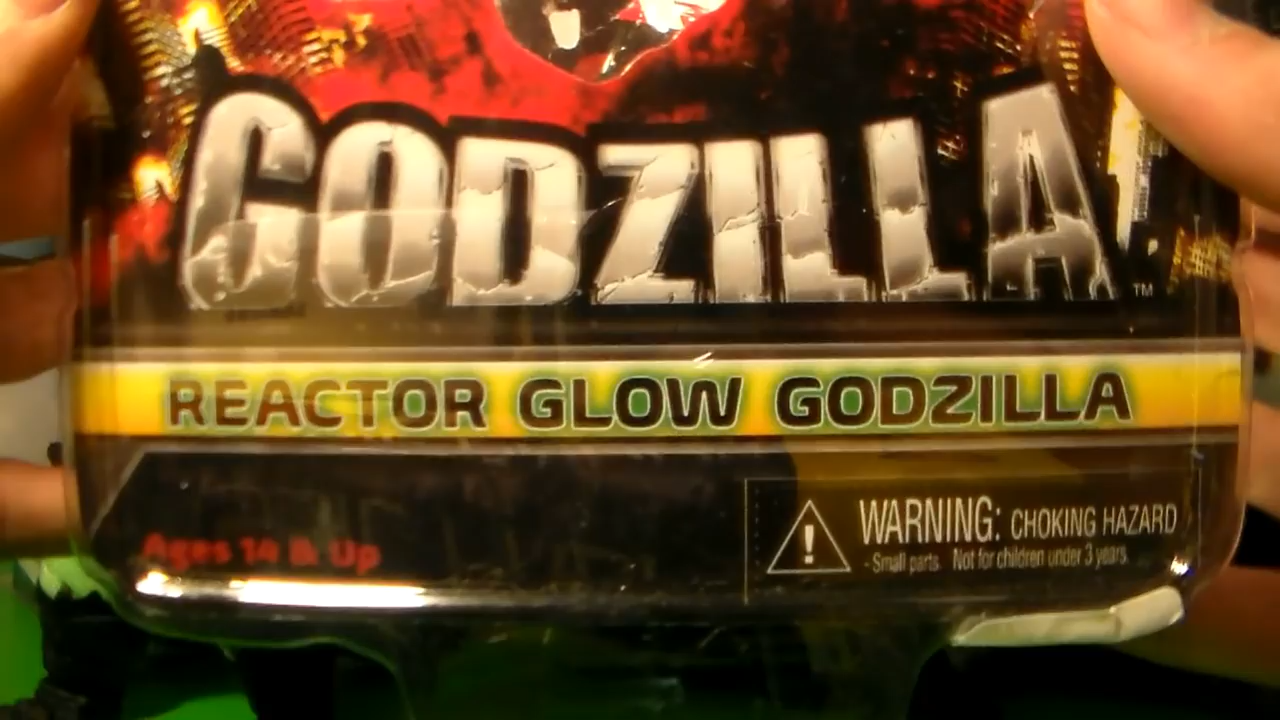 GODZILLA ™
REACTOR GLOW GODZILLA
Ages 14 & Up
WARNING: CHOKING HAZARD
- Small parts. Not for children under 3 years.